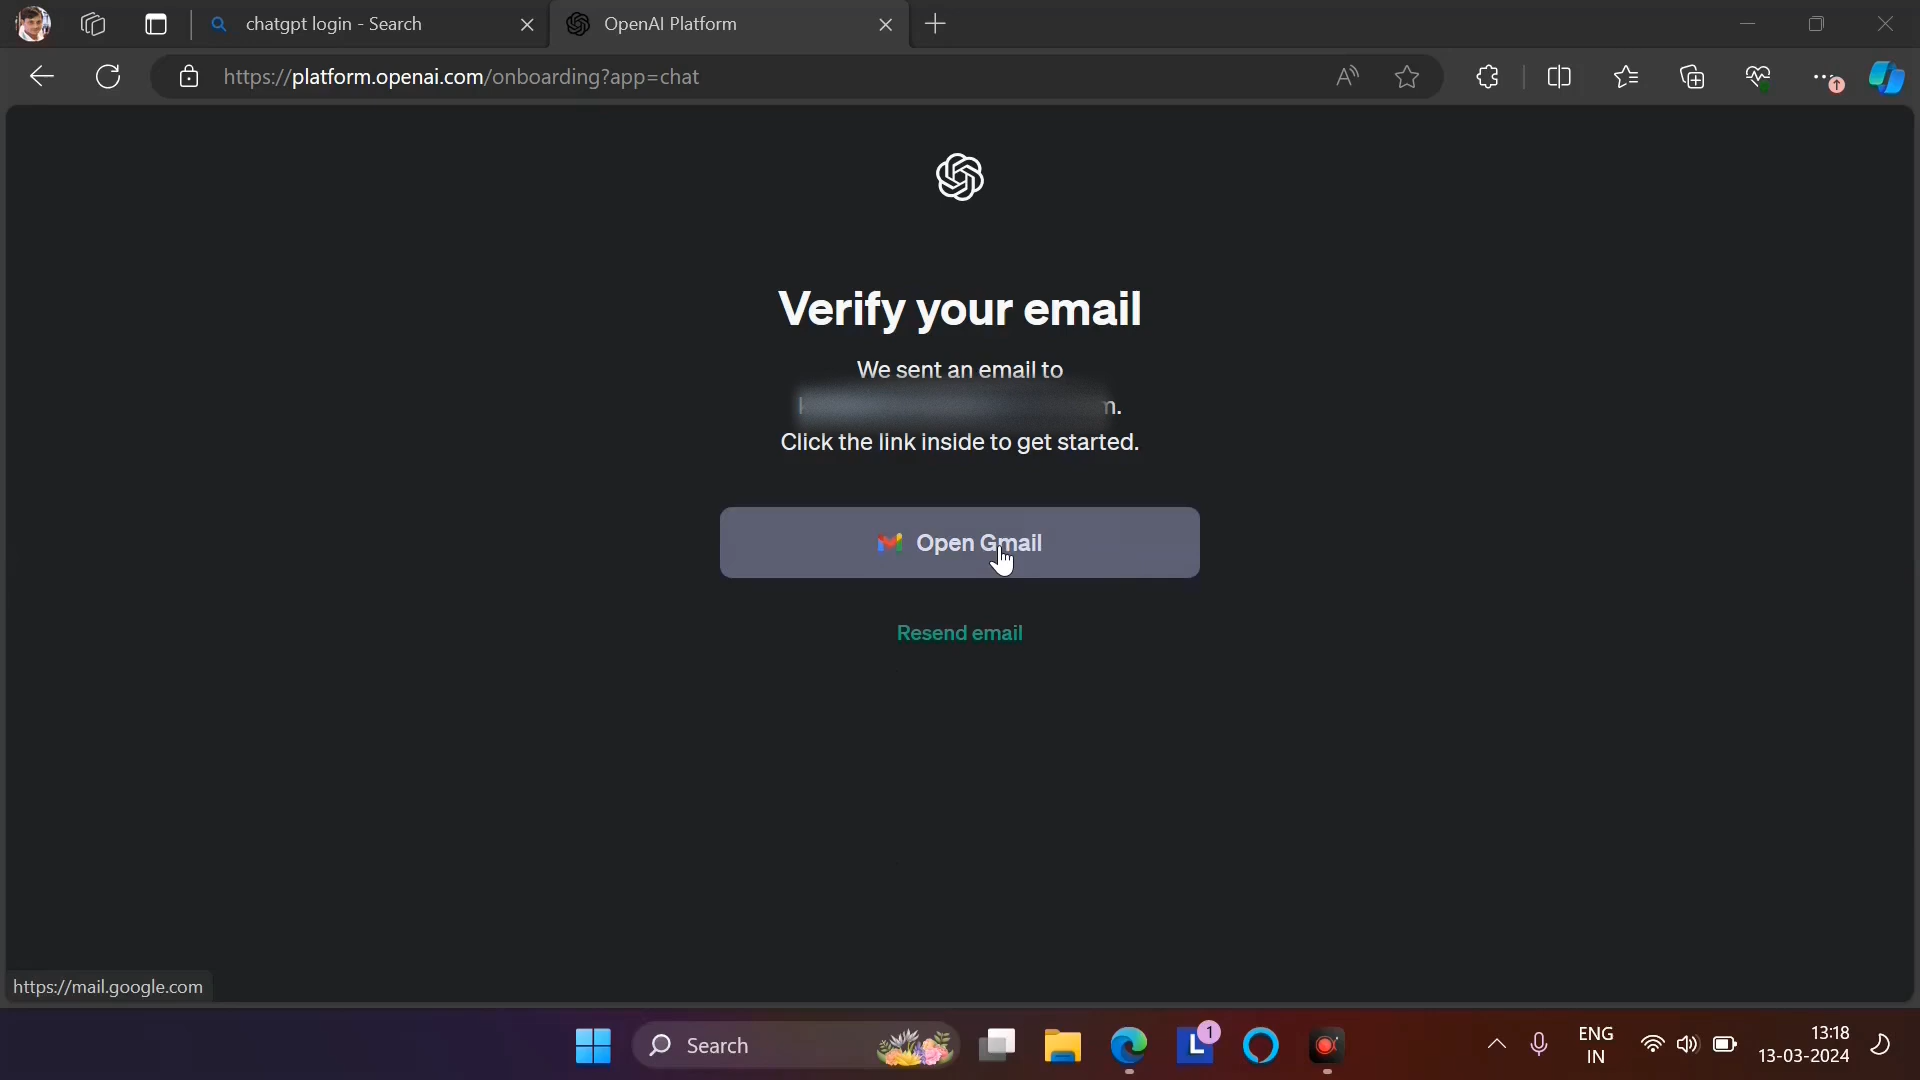 chatgpt login - Search
OpenAI Platform
https://platform.openai.com/onboarding?app=chat
Verify your email
We sent an email to
Click the link inside to get started.
Open Gmail
Resend email
https://mail.google.com
Search
L
1
ENG
IN
13:18
13-03-2024